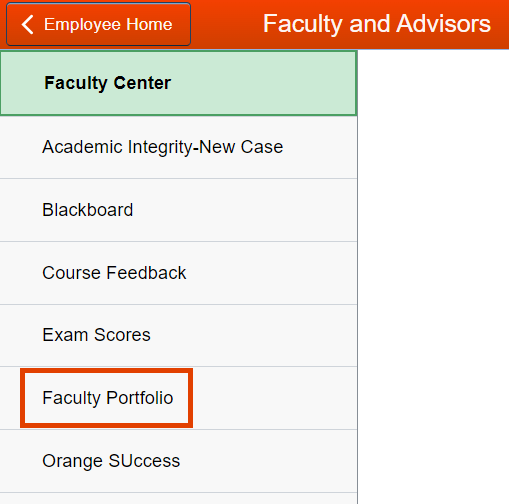 Employee Home
Faculty and Advisors
Faculty Center
Academic Integrity-New Case
Blackboard
Course Feedback
Exam Scores
Faculty Portfolio
Orange SUccess